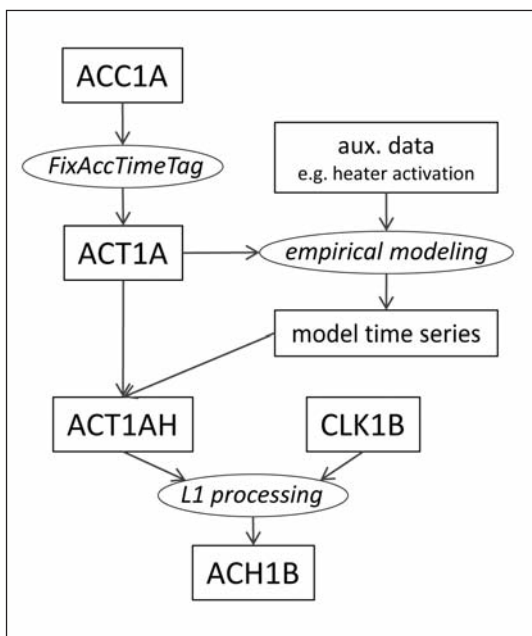 ACC1A
FixAccTimeTag
aux. data
e.g. heater activation
ACT1A
empirical modeling
model time series
ACT1AH
CLK1B
L1 processing
ACH1B